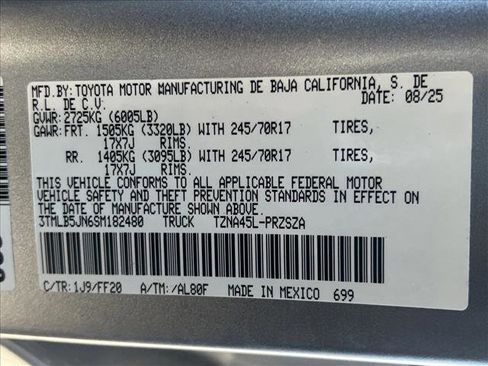 MFD.BY: TOYOTA MOTOR MANUFACTURING DE BAJA CALIFORNIA, S. DE
R.L. DE C.V. DATE: 08/25
GVWR: 2725KG (6005LB)
GAWR: FRT. 1505KG (3320LB) WITH 245/70R17 TIRES,
17X7J RIMS.
RR. 1405KG (3095LB) WITH 245/70R17 TIRES,
17X7J RIMS.
THIS VEHICLE CONFORMS TO ALL APPLICABLE FEDERAL MOTOR
VEHICLE SAFETY AND THEFT PREVENTION STANDARDS IN EFFECT
ON THE DATE OF MANUFACTURE SHOWN ABOVE.
3TMLB5JN6SM182480 TRUCK TZNA45L-PRZSZA
C/TR: 1J9/FF20 A/TM: /AL80F MADE IN MEXICO 699